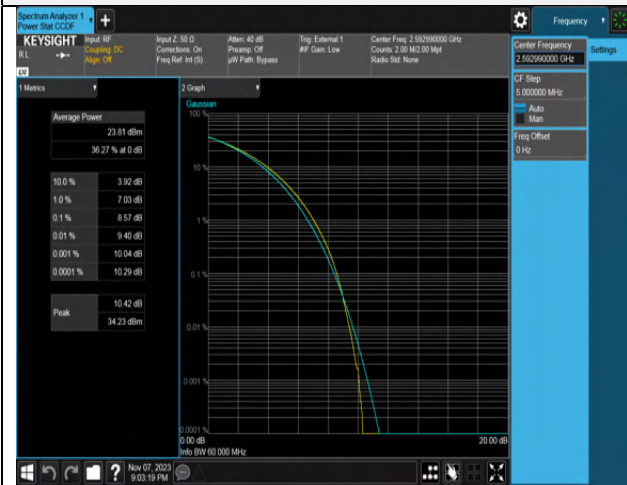 Spectrum Analyzer 1
Power Stat CCDF
+
Frequency
KEYSIGHT
R L
LW
Input: RF
Coupling: DC
Align: Off
Input Z: 50 Ω
Corrections: On
Freq Ref: Int (S)
Atten: 40 dB
Preamp: Off
µW Path: Bypass
Trig: External 1
#IF Gain: Low
Center Freq: 2.592990000 GHz
Counts: 2.00 M/2.00 Mpt
Radio Std: None
Center Frequency
2.592990000 GHz
Settings
CF Step
5.000000 MHz
Auto
Man
Freq Offset
0 Hz
1 Metrics
Average Power
23.81 dBm
36.27 % at 0 dB
10.0 % 3.92 dB
1.0 % 7.03 dB
0.1 % 8.57 dB
0.01 % 9.40 dB
0.001 % 10.04 dB
0.0001 % 10.29 dB
Peak
10.42 dB
34.23 dBm
2 Graph
Gaussian
100 %
10 %
1 %
0.1 %
0.01 %
0.001 %
0.0001 %
0.00 dB
20.00 dB
Info BW 60.000 MHz
?
Nov 07, 2023
9:03:19 PM